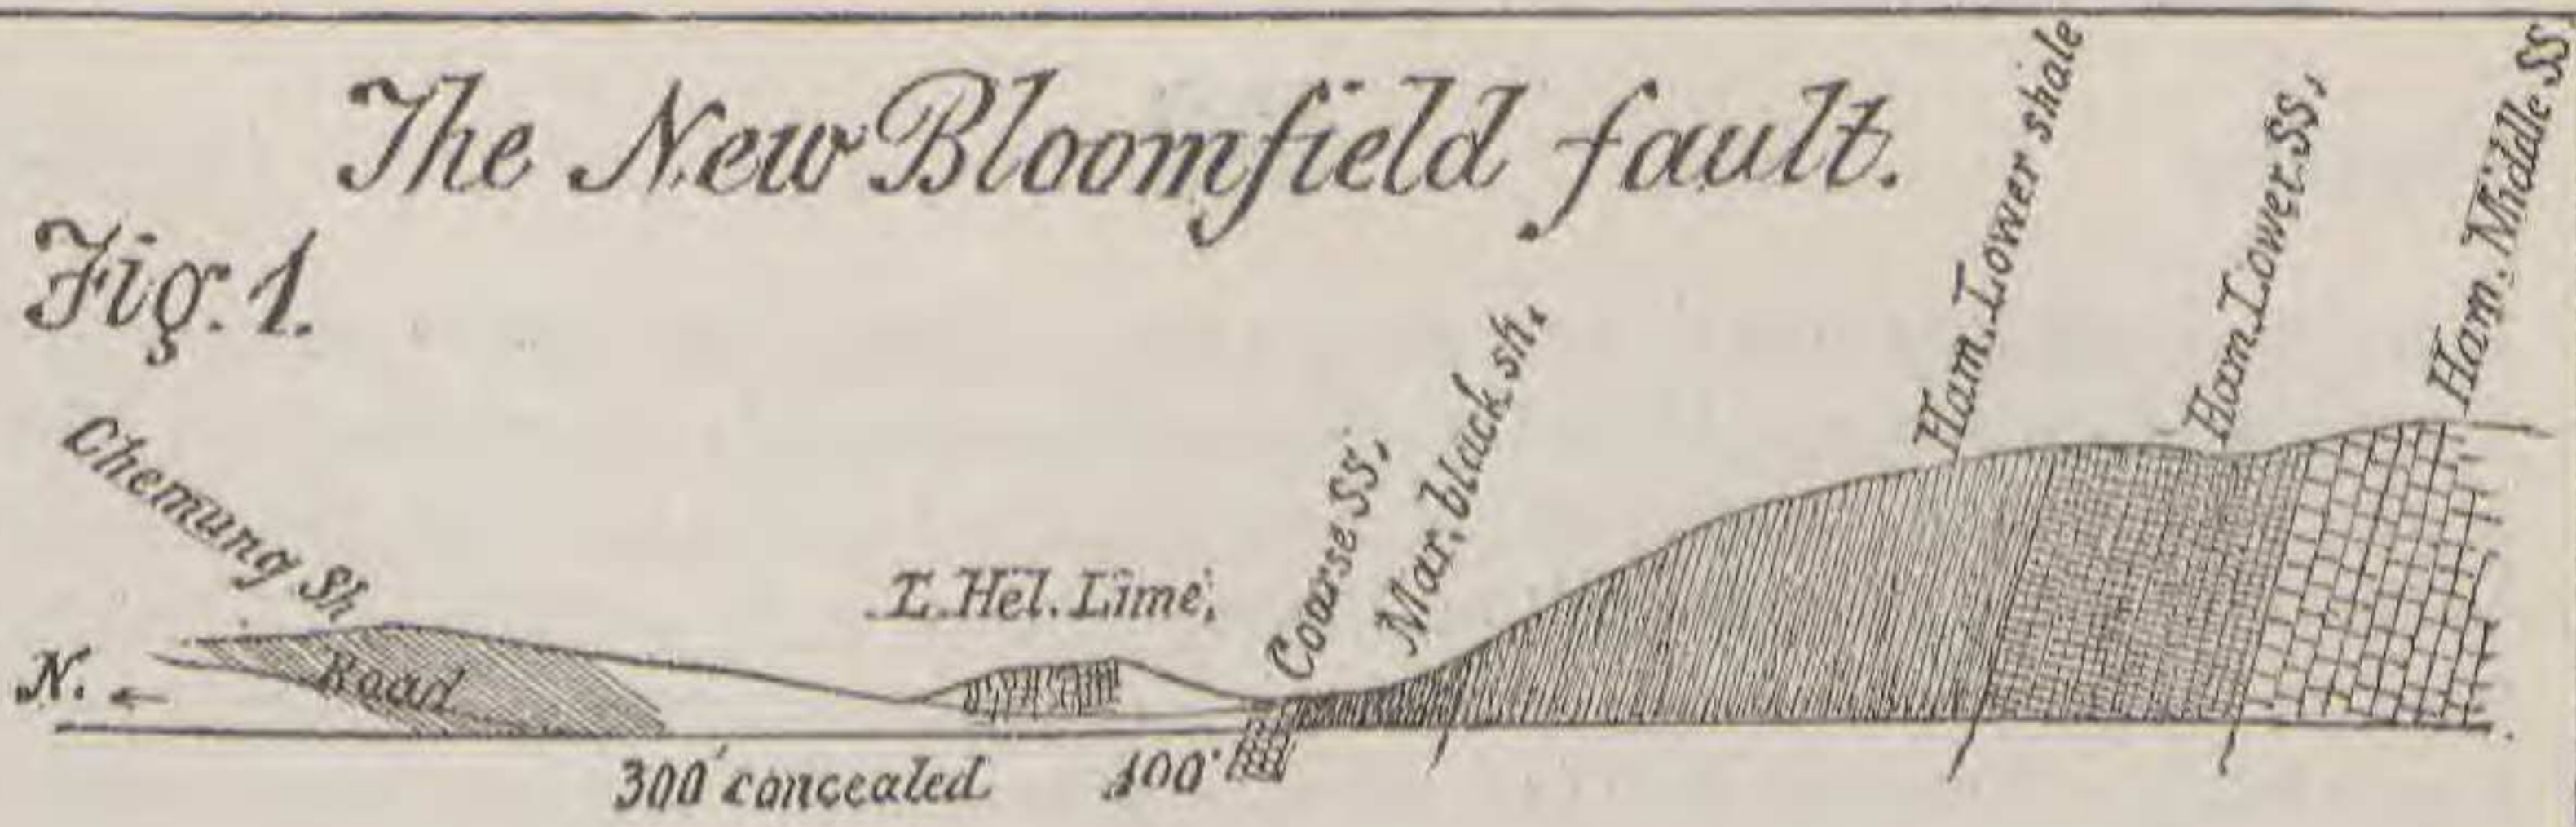 The New Bloomfield fault.
Fig. 1.
Chemung Sh
N.
Road
L. Hel. Lime,
Coarse SS,
Mar. black sh,
Ham. Lower shale
Ham. Lower. SS,
Ham. Middle SS
300' concealed
100'